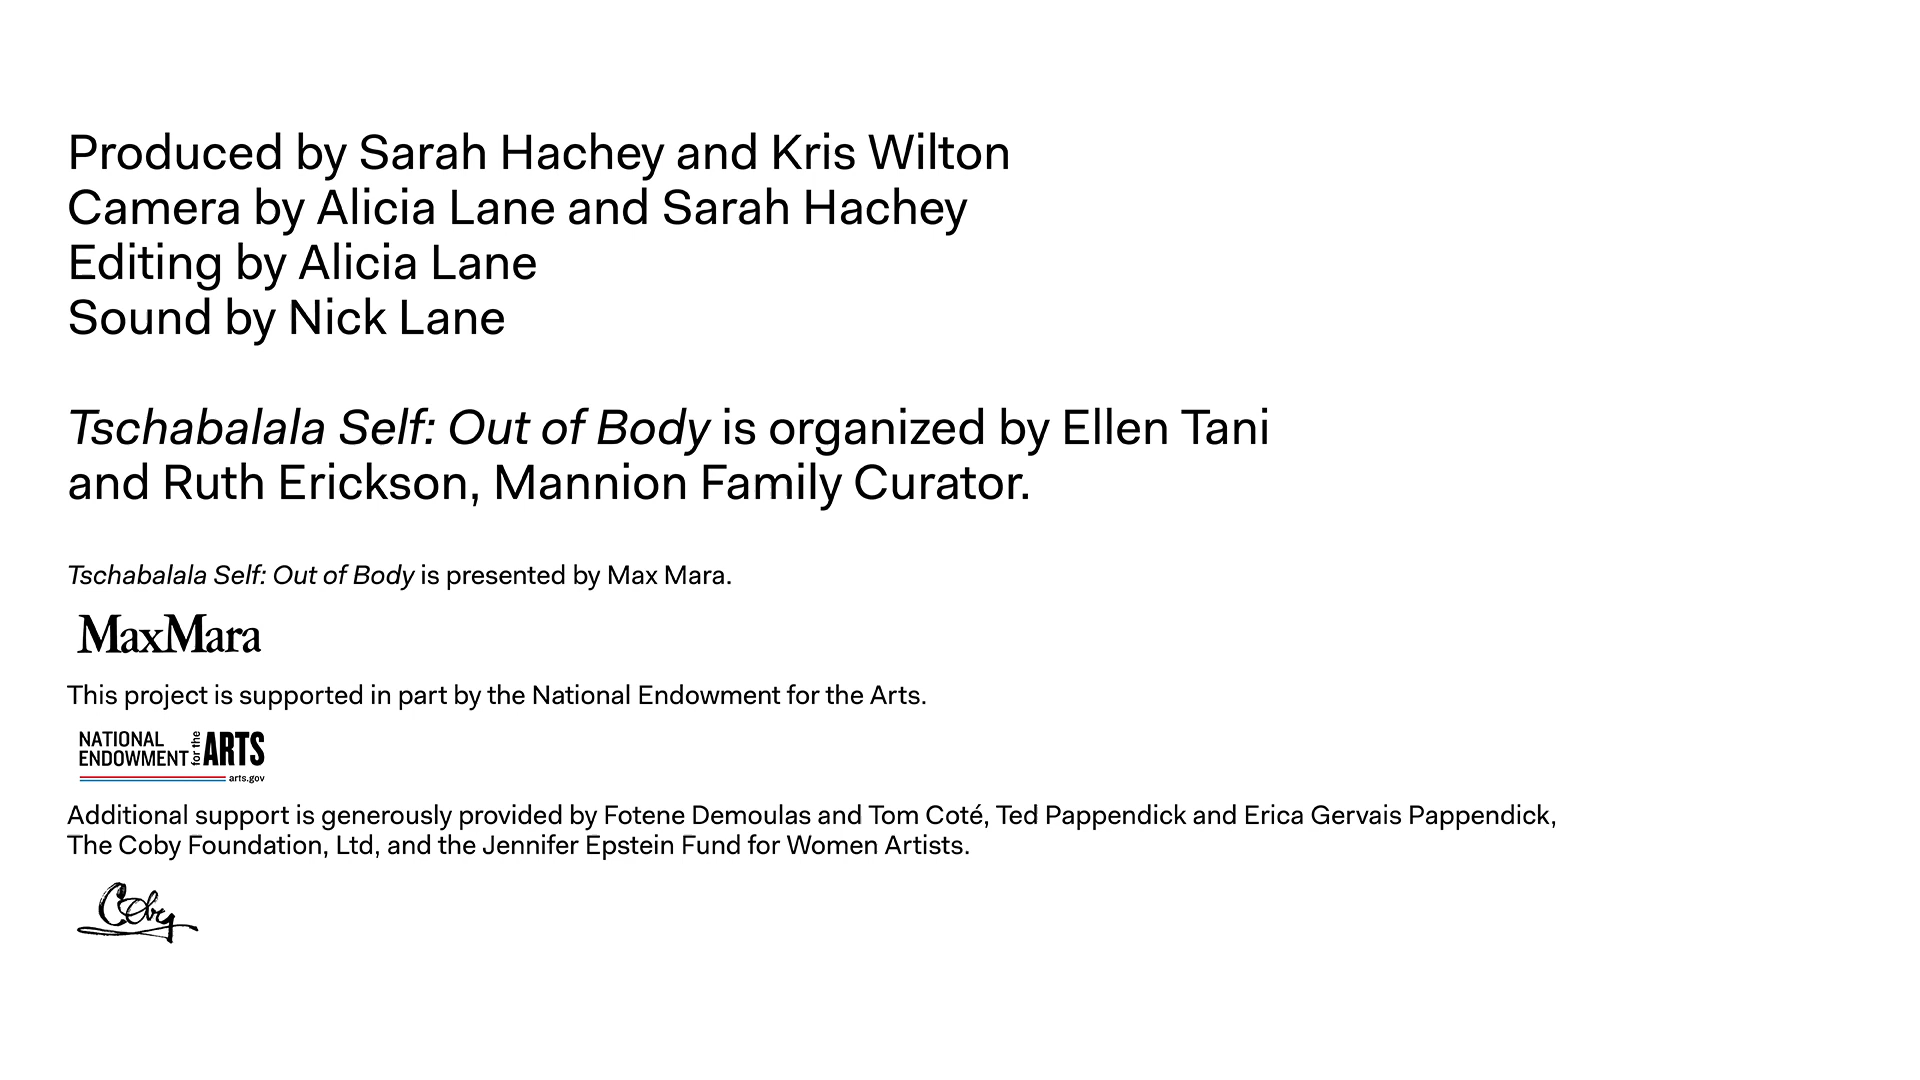 Produced by Sarah Hachey and Kris Wilton
Camera by Alicia Lane and Sarah Hachey
Editing by Alicia Lane
Sound by Nick Lane
Tschabalala Self: Out of Body is organized by Ellen Tani
and Ruth Erickson, Mannion Family Curator.
Tschabalala Self: Out of Body is presented by Max Mara.
MaxMara
This project is supported in part by the National Endowment for the Arts.
NATIONAL
ENDOWMENT for the ARTS
arts.gov
Additional support is generously provided by Fotene Demoulas and Tom Coté, Ted Pappendick and Erica Gervais Pappendick,
The Coby Foundation, Ltd, and the Jennifer Epstein Fund for Women Artists.
Coby